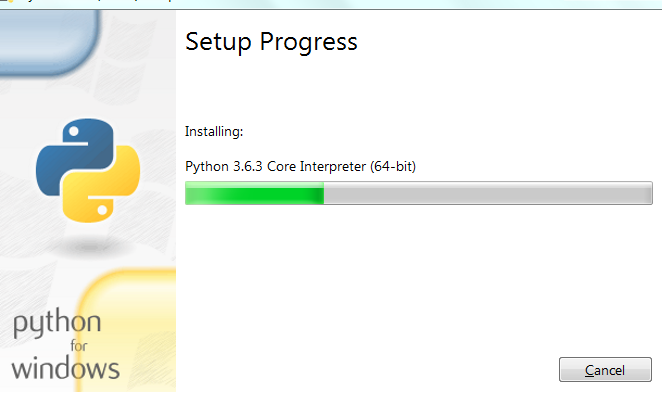 Setup Progress
Installing:
Python 3.6.3 Core Interpreter (64-bit)
python
for
windows
Cancel